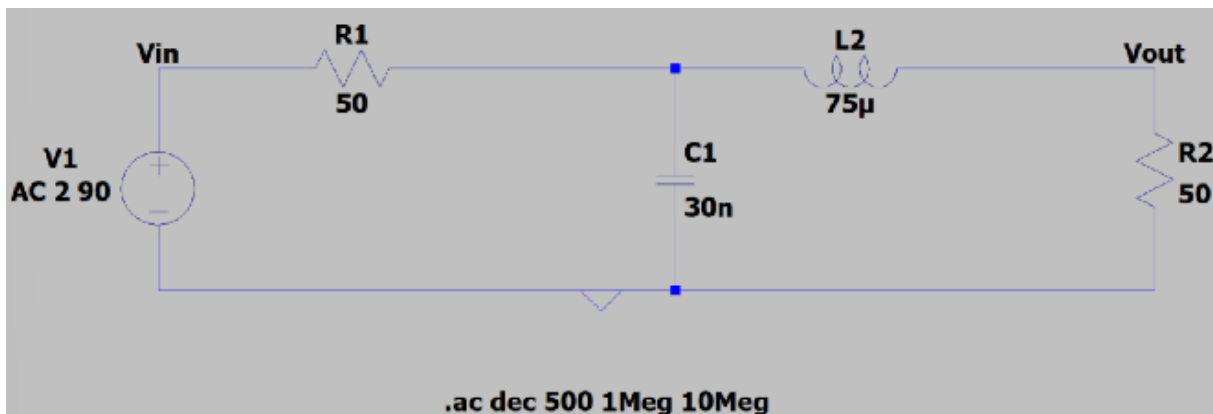 Vin
R1
50
L2
75µ
Vout
V1
AC 2 90
+
−
C1
30n
R2
50
.ac dec 500 1Meg 10Meg